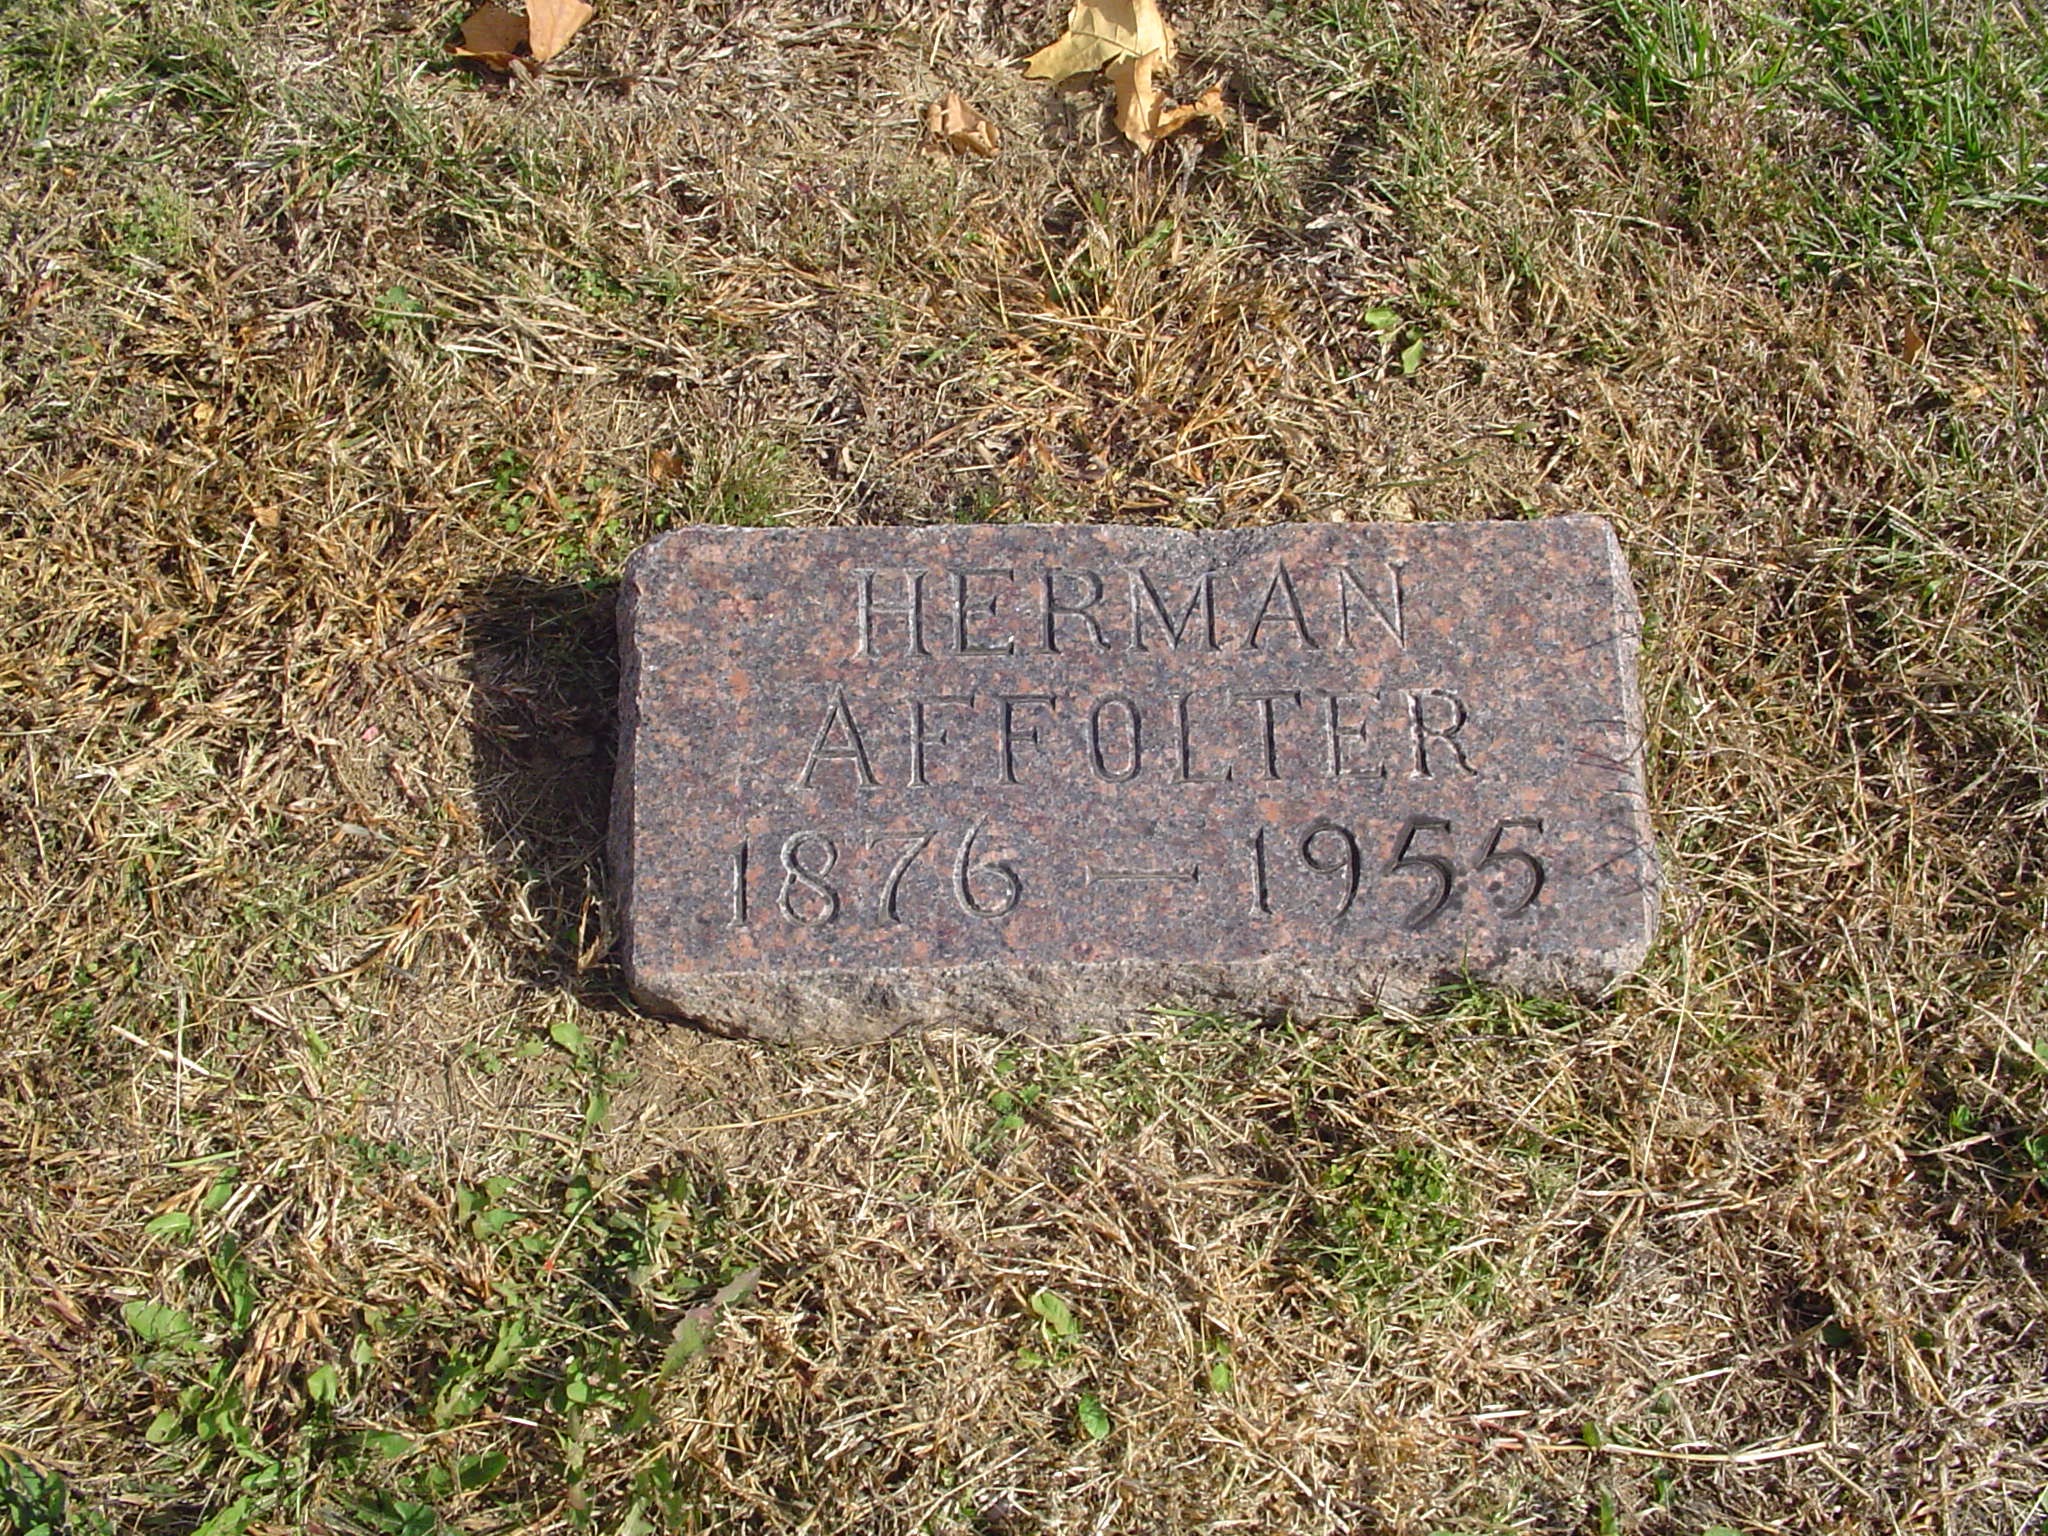 HERMAN
AFFOLTER
1876 — 1955